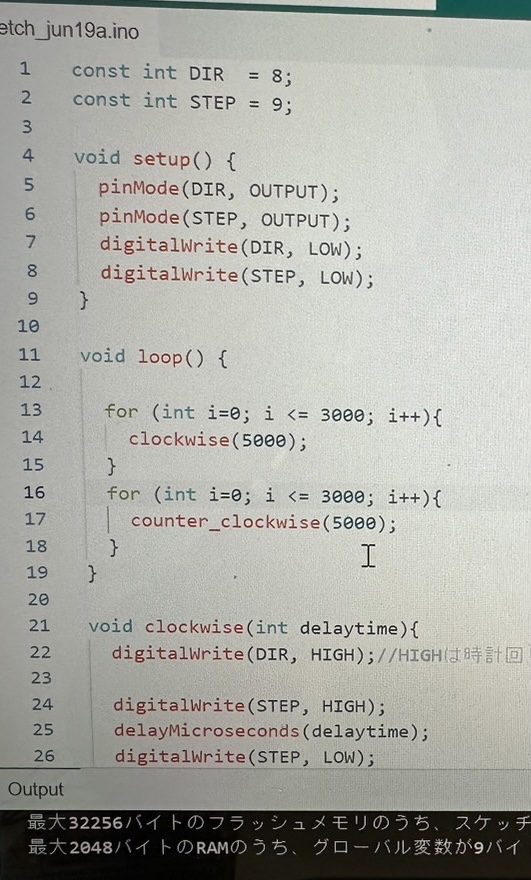 etch_jun19a.ino
1 const int DIR  = 8;
2 const int STEP = 9;
3
4 void setup() {
5   pinMode(DIR, OUTPUT);
6   pinMode(STEP, OUTPUT);
7   digitalWrite(DIR, LOW);
8   digitalWrite(STEP, LOW);
9 }
10
11 void loop() {
12
13   for (int i=0; i <= 3000; i++){
14     clockwise(5000);
15   }
16   for (int i=0; i <= 3000; i++){
17     counter_clockwise(5000);
18   }
19 }
20
21 void clockwise(int delaytime){
22   digitalWrite(DIR, HIGH);//HIGHは時計回
23
24   digitalWrite(STEP, HIGH);
25   delayMicroseconds(delaytime);
26   digitalWrite(STEP, LOW);
Output
最大32256バイトのフラッシュメモリのうち、スケッチ
最大2048バイトのRAMのうち、グローバル変数が9バイ